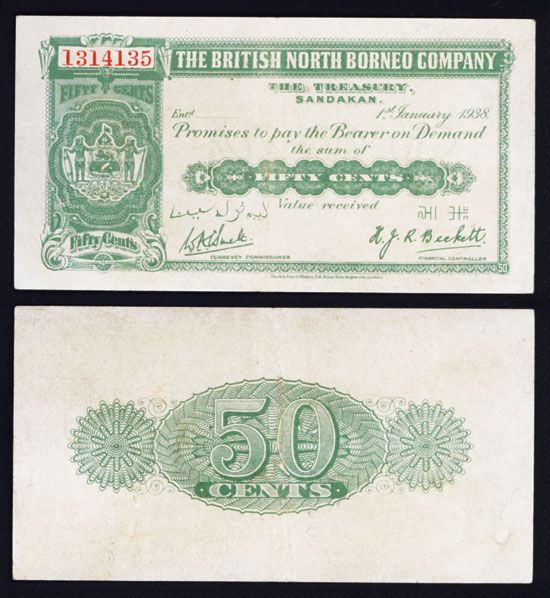 1314135
THE BRITISH NORTH BORNEO COMPANY
FIFTY CENTS
THE TREASURY,
SANDAKAN.
Entd 1st January 1938.
Promises to pay the Bearer on Demand
the sum of
FIFTY CENTS
Value received.
H.J.R. Beckett.
Fifty Cents
CURRENCY COMMISSIONER.
FINANCIAL CONTROLLER
50
50
CENTS